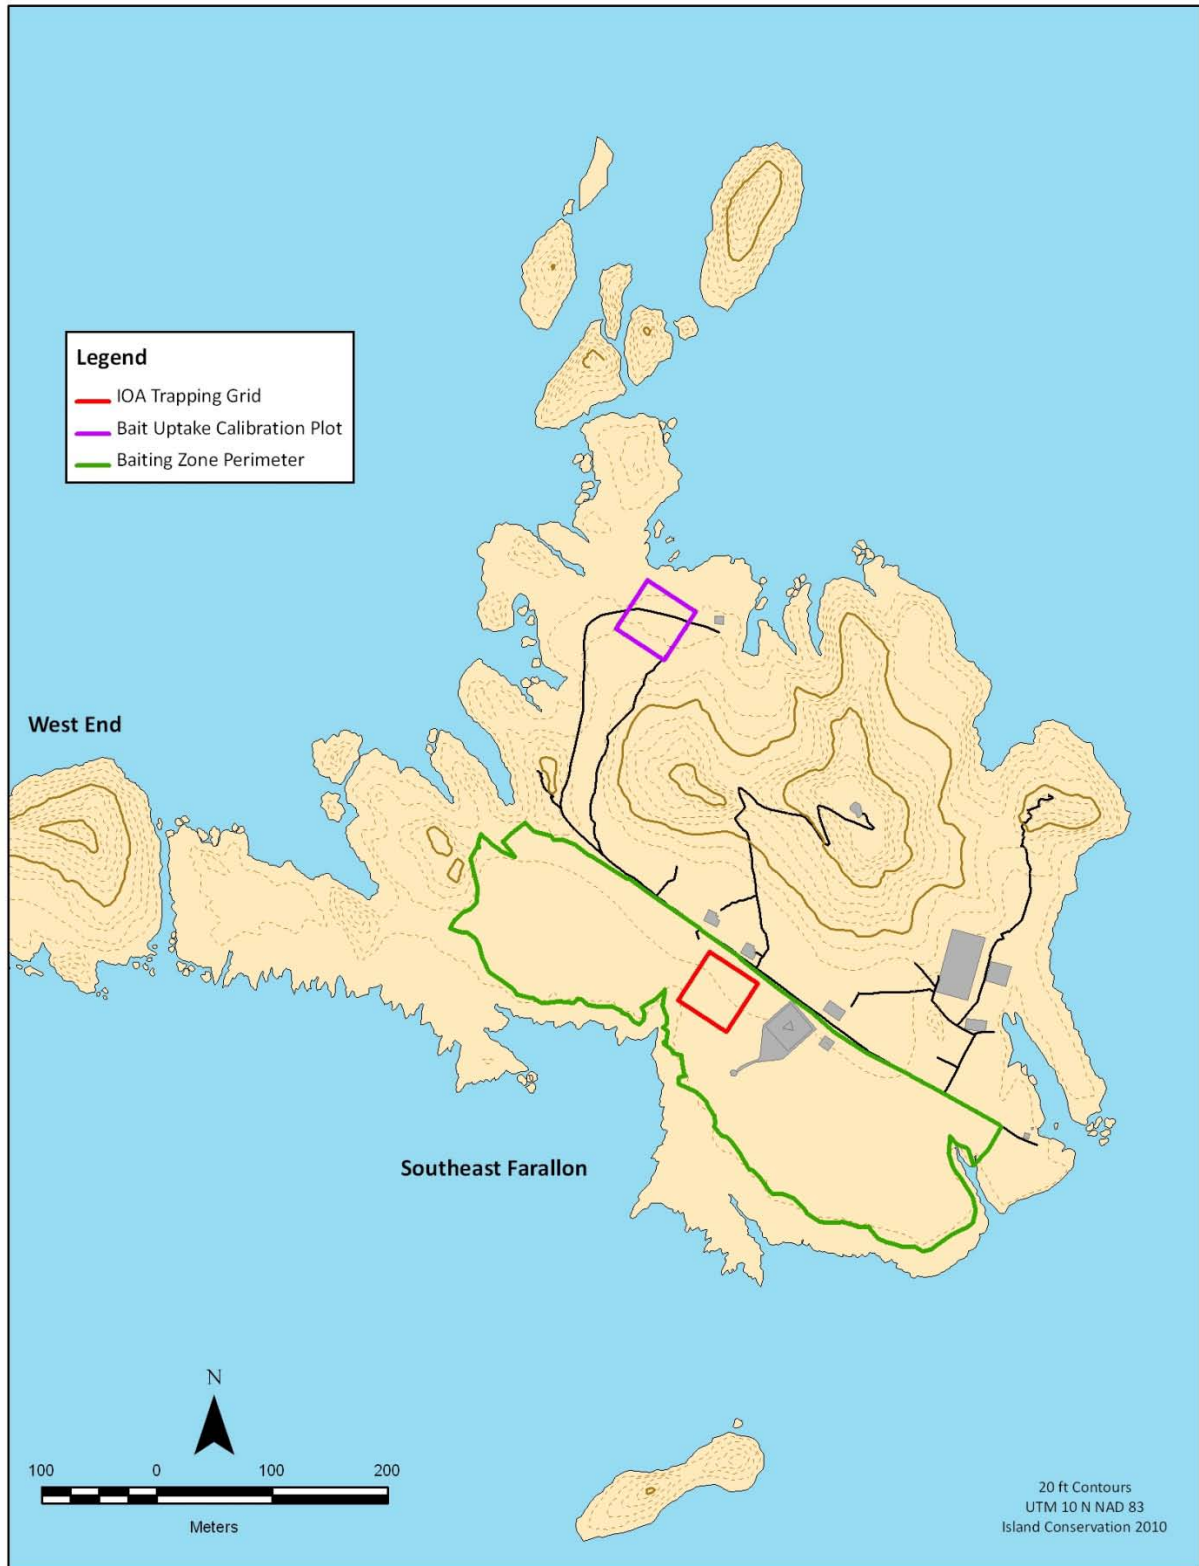 Legend
IOA Trapping Grid
Bait Uptake Calibration Plot
Baiting Zone Perimeter
West End
Southeast Farallon
N
100 0 100 200
Meters
20 ft Contours
UTM 10 N NAD 83
Island Conservation 2010